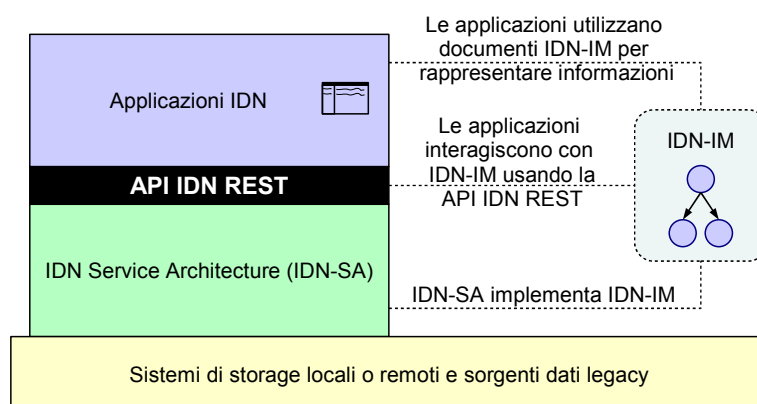 Applicazioni IDN
API IDN REST
IDN Service Architecture (IDN-SA)
Sistemi di storage locali o remoti e sorgenti dati legacy
Le applicazioni utilizzano
documenti IDN-IM per
rappresentare informazioni
Le applicazioni
interagiscono con
IDN-IM usando la
API IDN REST
IDN-SA implementa IDN-IM
IDN-IM